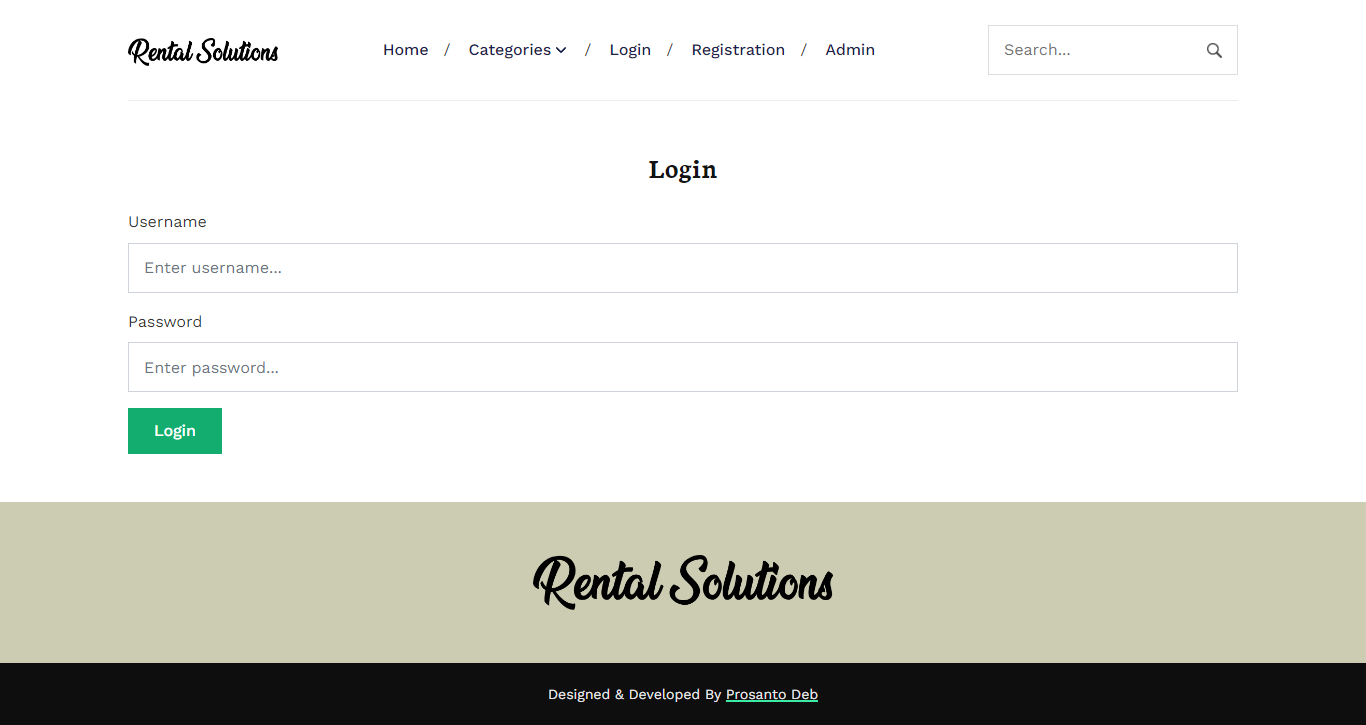 Rental Solutions
Home / Categories / Login / Registration / Admin
Search...
Login
Username
Enter username...
Password
Enter password...
Login
Rental Solutions
Designed & Developed By Prosanto Deb